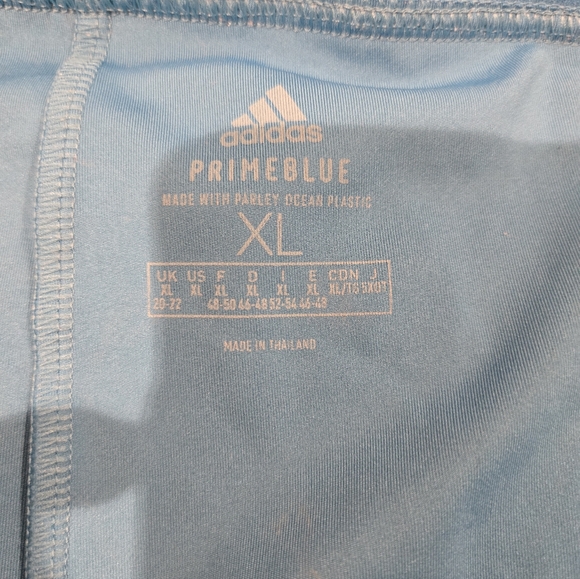 adidas
PRIMEBLUE
MADE WITH PARLEY OCEAN PLASTIC
XL
UK US F D I E CDN J
XL XL XL XL XL XL XL/TG 5XOT
20-22 48-50 46-48 52-54 46-48
MADE IN THAILAND